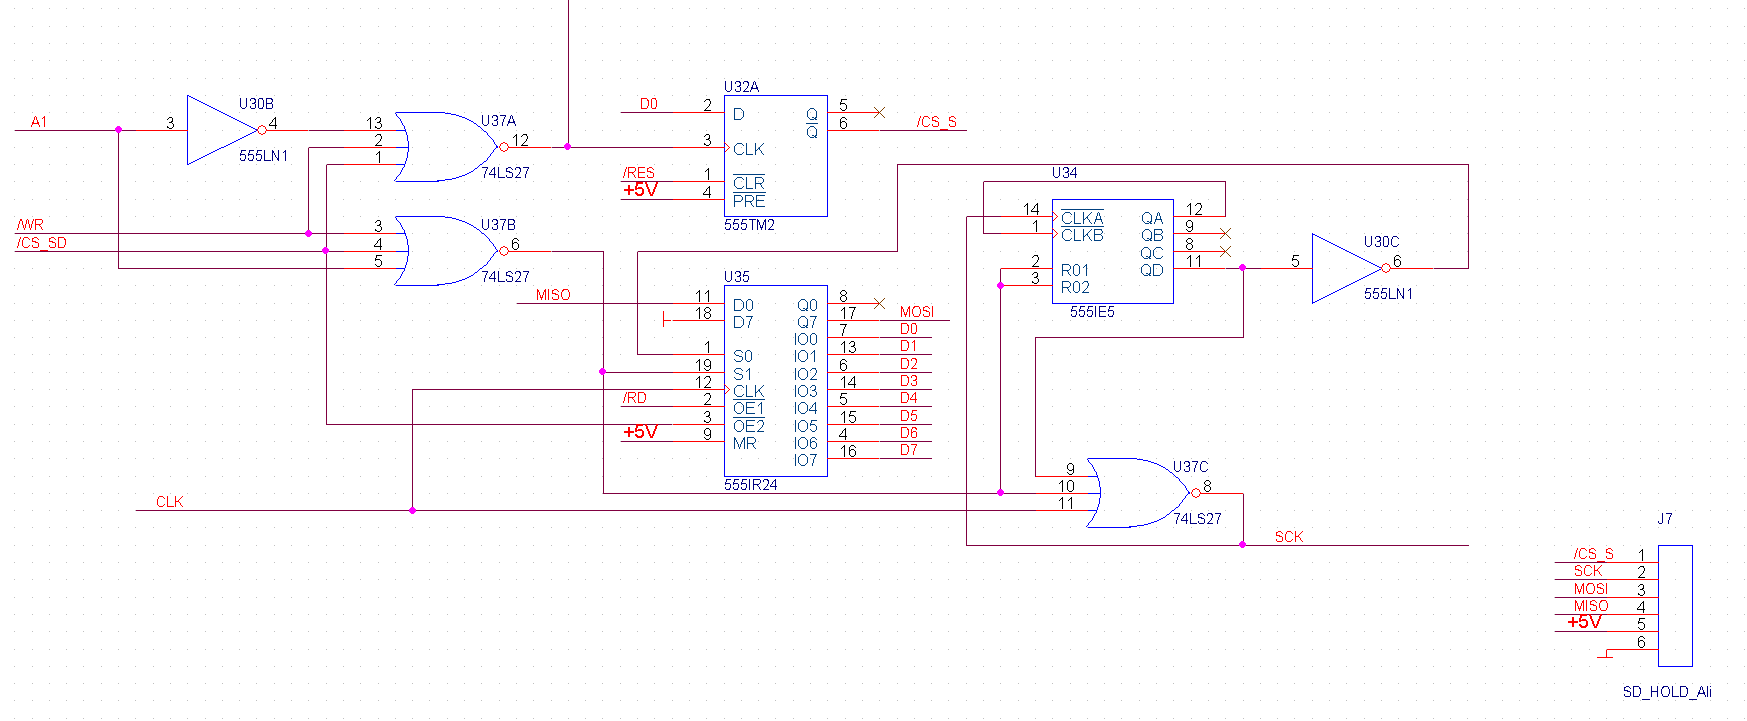 U32A
U30B
D0 2 D Q 5
U37A
A1 3 4 13 6 /CS_S
Q
2 12 3 CLK
555LN1 1
74LS27 /RES 1 CLR
+5V 4 PRE
555TM2
U34
/WR 3 U37B
/CS_SD 4 6
5 74LS27
14 CLKA QA 12
1 CLKB QB 9
QC 8
2 R01 QD 11 5 6
3 R02
U30C
555LN1
555IE5
U35
MISO 11 D0 Q0 8
18 D7 Q7 17 MOSI
IO0 7 D0
1 S0 IO1 13 D1
19 S1 IO2 6 D2
12 CLK IO3 14 D3
/RD 2 OE1 IO4 5 D4
3 OE2 IO5 15 D5
+5V 9 MR IO6 4 D6
IO7 16 D7
555IR24
CLK
9 U37C
10 8
11 74LS27
SCK
J7
/CS_S 1
SCK 2
MOSI 3
MISO 4
+5V 5
6
SD_HOLD_Ali